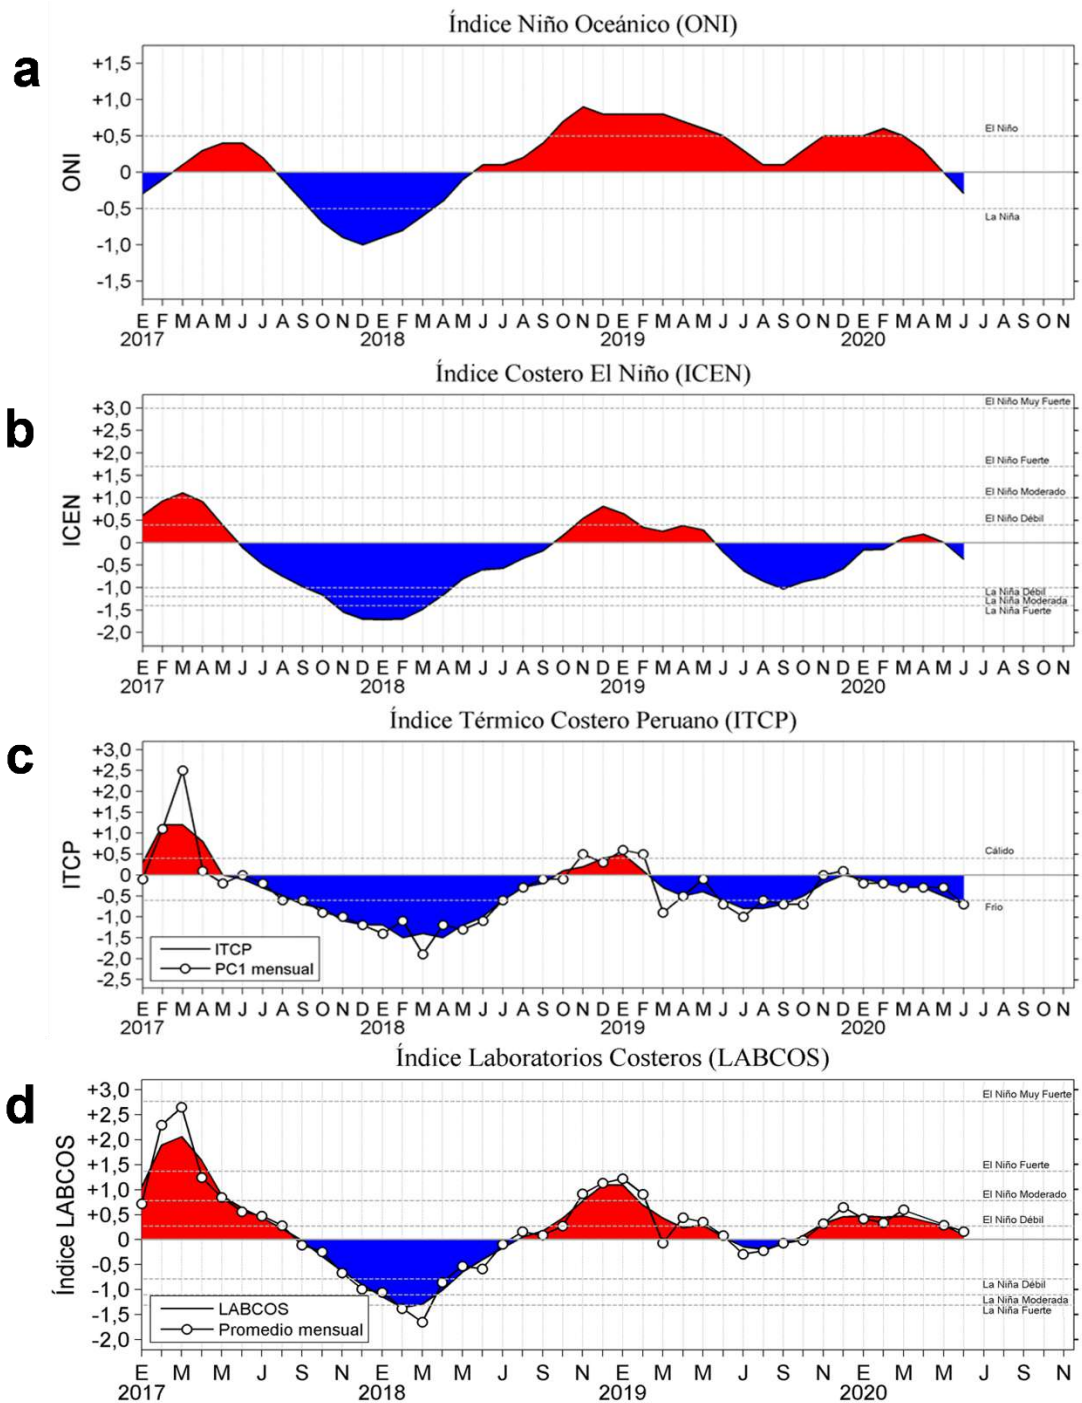 Índice Niño Oceánico (ONI)
a
+1,5
+1,0
+0,5
0
-0,5
-1,0
-1,5
ONI
El Niño
La Niña
E F M A M J J A S O N D E F M A M J J A S O N D E F M A M J J A S O N D E F M A M J J A S O N
2017 2018 2019 2020
Índice Costero El Niño (ICEN)
b
+3,0
+2,5
+2,0
+1,5
+1,0
+0,5
0
-0,5
-1,0
-1,5
-2,0
ICEN
El Niño Muy Fuerte
El Niño Fuerte
El Niño Moderado
El Niño Débil
La Niña Débil
La Niña Moderada
La Niña Fuerte
E F M A M J J A S O N D E F M A M J J A S O N D E F M A M J J A S O N D E F M A M J J A S O N
2017 2018 2019 2020
Índice Térmico Costero Peruano (ITCP)
c
+3,0
+2,5
+2,0
+1,5
+1,0
+0,5
0
-0,5
-1,0
-1,5
-2,0
-2,5
ITCP
Cálido
Frio
ITCP
PC1 mensual
E F M A M J J A S O N D E F M A M J J A S O N D E F M A M J J A S O N D E F M A M J J A S O N
2017 2018 2019 2020
Índice Laboratorios Costeros (LABCOS)
d
+3,0
+2,5
+2,0
+1,5
+1,0
+0,5
0
-0,5
-1,0
-1,5
-2,0
Índice LABCOS
El Niño Muy Fuerte
El Niño Fuerte
El Niño Moderado
El Niño Débil
La Niña Débil
La Niña Moderada
La Niña Fuerte
LABCOS
Promedio mensual
E M M J S N E M M J S N E M M J S N E M M J S N
2017 2018 2019 2020